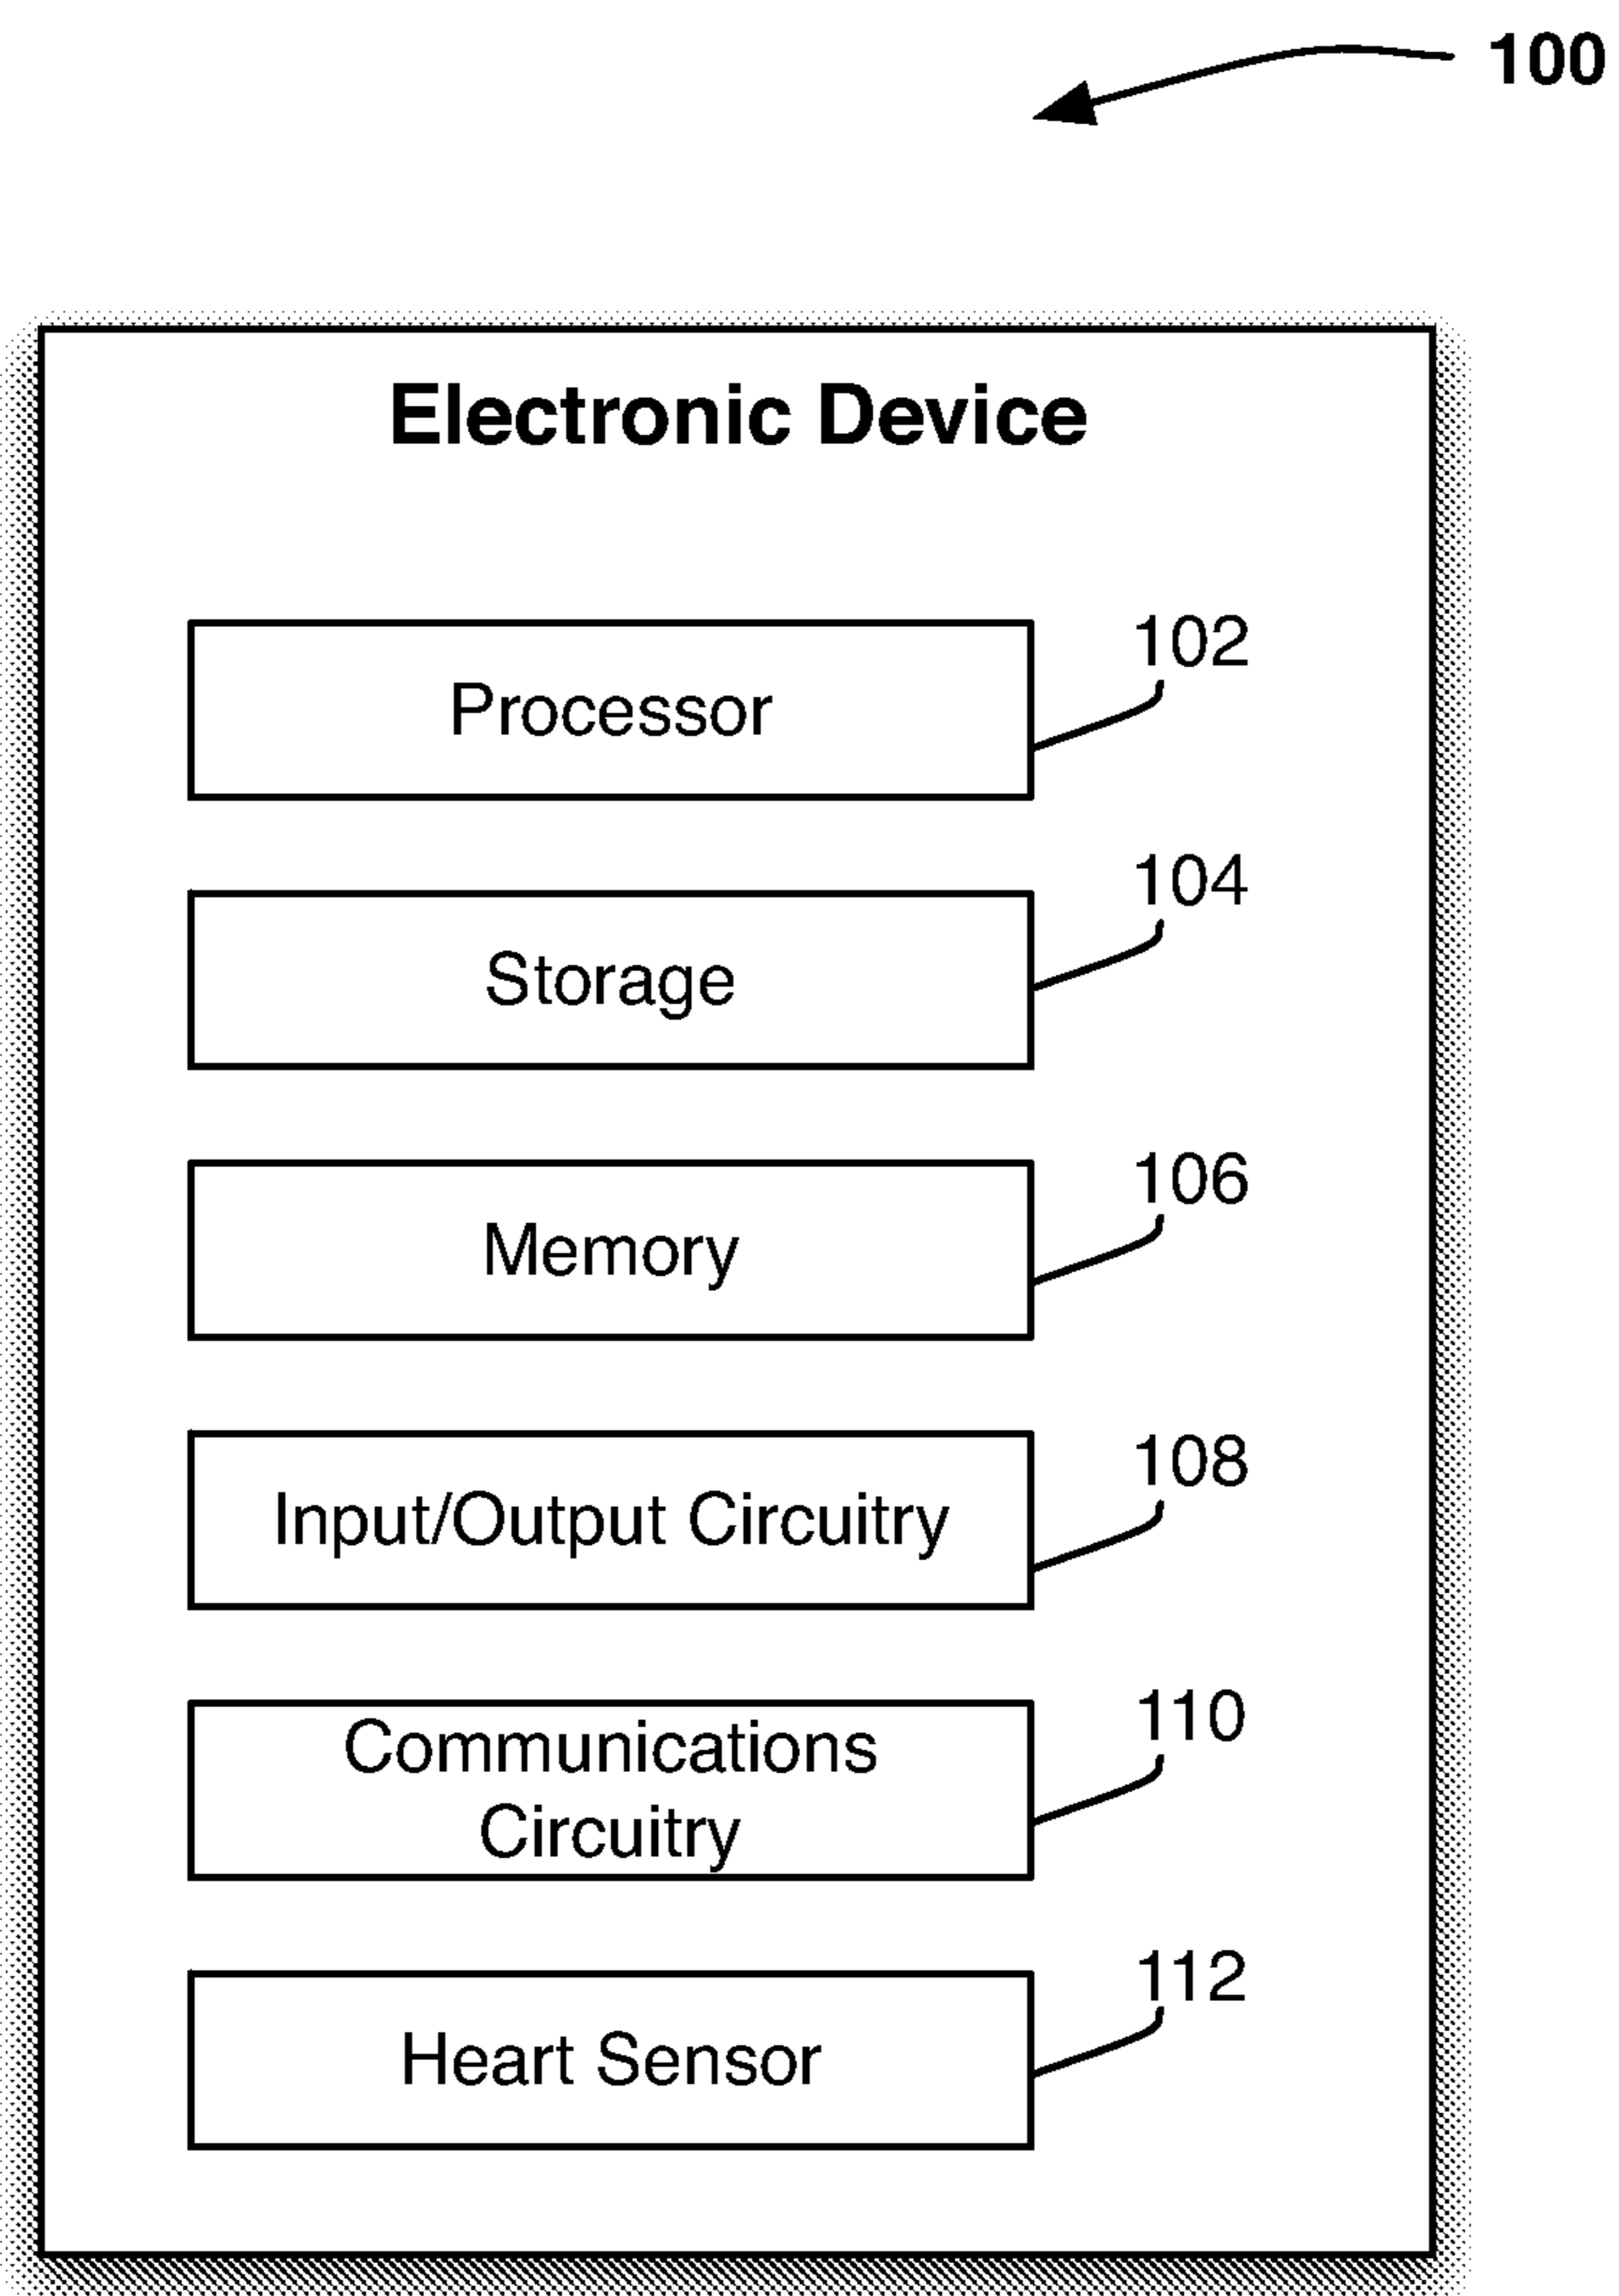 100
Electronic Device
102
Processor
104
Storage
106
Memory
108
Input/Output Circuitry
110
Communications
Circuitry
112
Heart Sensor